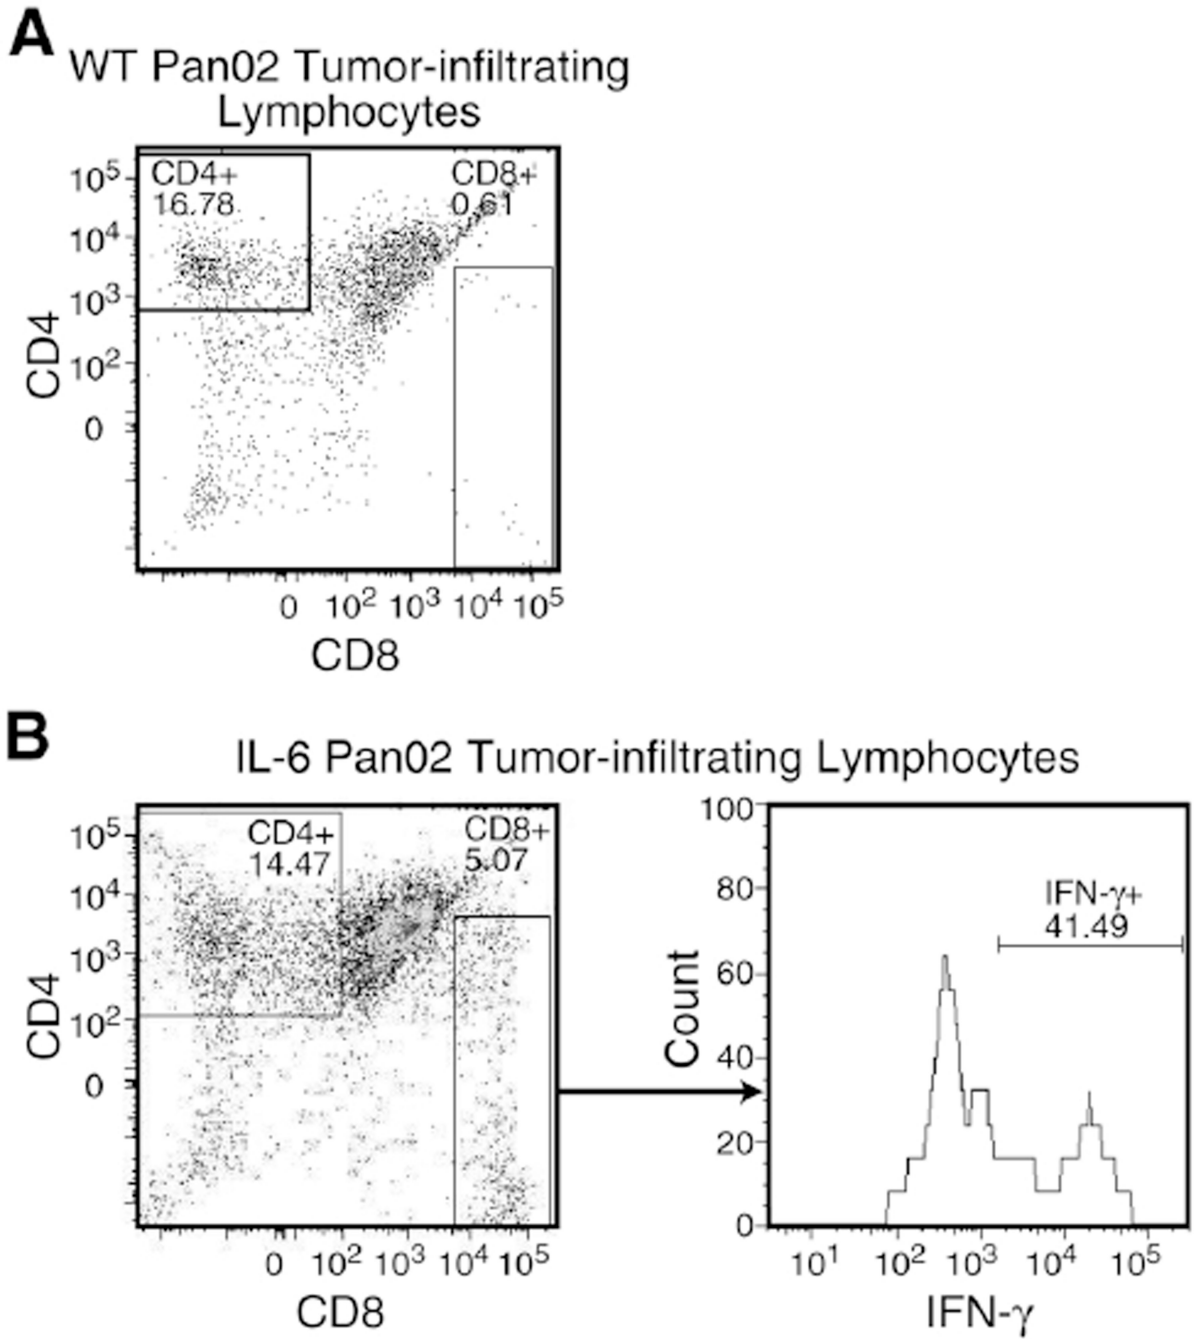 A
WT Pan02 Tumor-infiltrating
Lymphocytes
CD4+
16.78
CD8+
0.61
10⁵
10⁴
10³
10²
0
CD4
0 10² 10³ 10⁴ 10⁵
CD8
B
IL-6 Pan02 Tumor-infiltrating Lymphocytes
CD4+
14.47
CD8+
5.07
10⁵
10⁴
10³
10²
0
CD4
0 10² 10³ 10⁴ 10⁵
CD8
100
80
60
40
20
0
Count
IFN-γ+
41.49
10¹ 10² 10³ 10⁴ 10⁵
IFN-γ